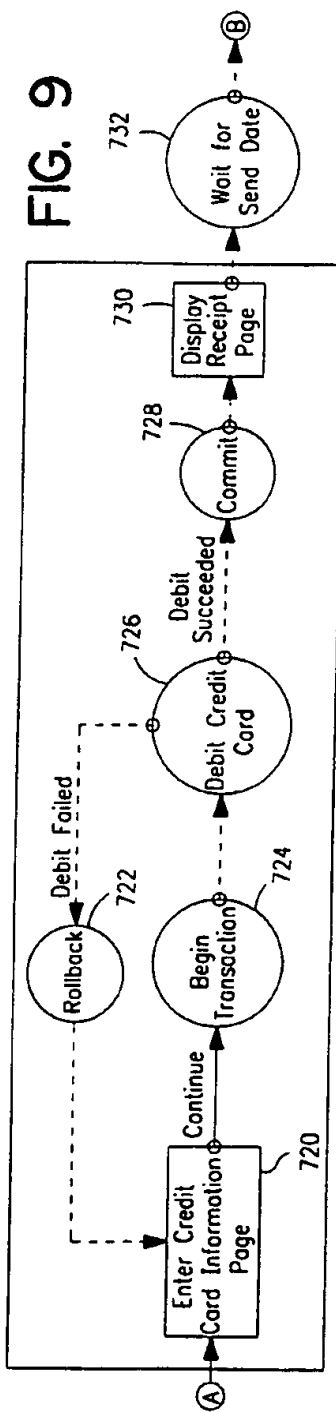 FIG. 9
A
Enter Credit
Card Information
Page
720
Continue
Begin
Transaction
724
Rollback
722
Debit Failed
Debit Credit
Card
726
Debit
Succeeded
Commit
728
Display
Receipt
Page
730
Wait for
Send Date
732
B